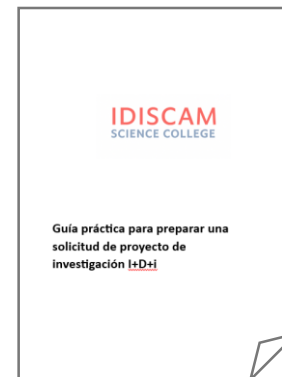 IDISCAM
SCIENCE COLLEGE
Guía práctica para preparar una
solicitud de proyecto de
investigación I+D+i